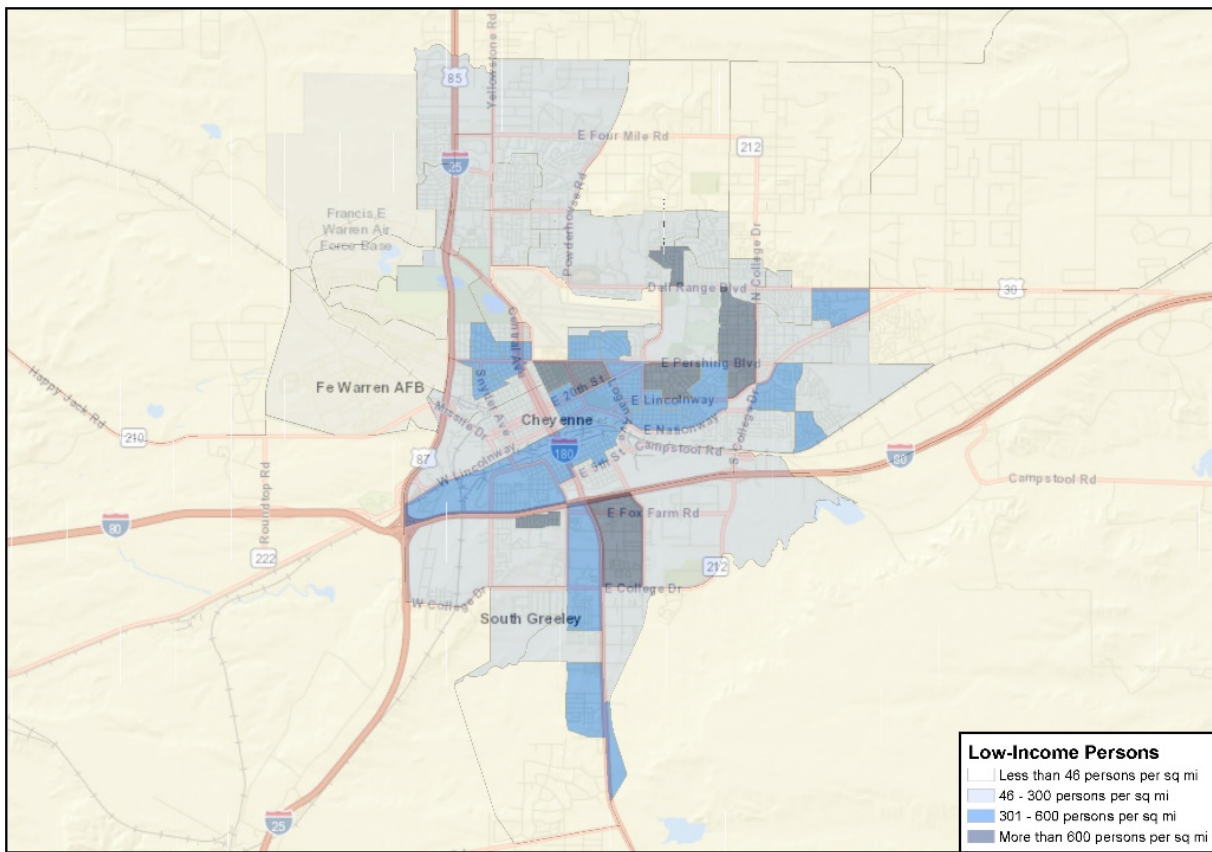 85
Yellowstone Rd
E Four Mile Rd
212
25
Powderhouse Rd
Francis E
Warren Air
Force Base
N College Dr
Dell Range Blvd
30
Central Ave
E Pershing Blvd
Happy Jack Rd
Fe Warren AFB
Snyder Ave
E 20th St
Logan Ave
E Lincolnway
Missile Dr
Cheyenne
E Nationway
S College Dr
210
87
W Lincolnway
180
E 5th St
Campstool Rd
80
Campstool Rd
Roundtop Rd
80
E Fox Farm Rd
222
212
W College Dr
E College Dr
South Greeley
25
Low-Income Persons
Less than 46 persons per sq mi
46 - 300 persons per sq mi
301 - 600 persons per sq mi
More than 600 persons per sq mi